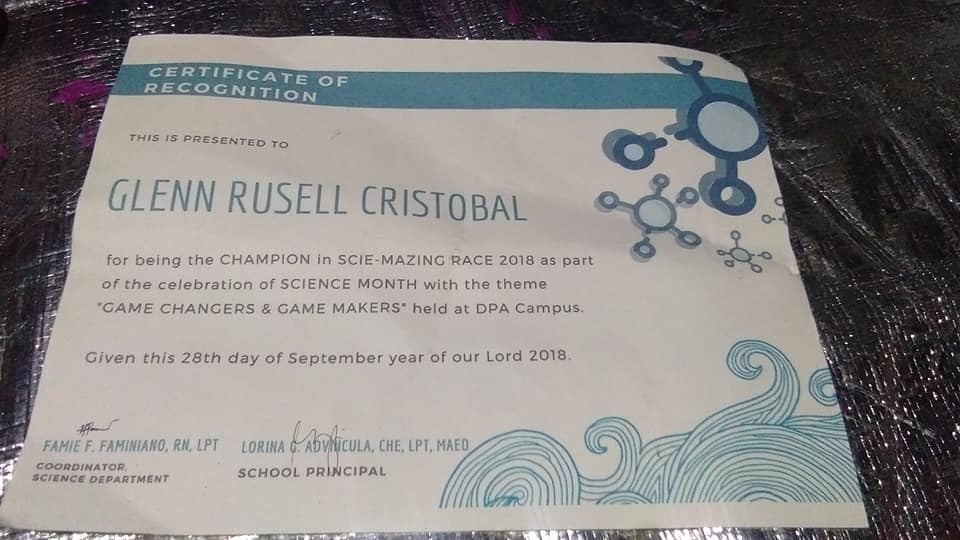 CERTIFICATE OF
RECOGNITION
THIS IS PRESENTED TO
GLENN RUSELL CRISTOBAL
for being the CHAMPION in SCIE-MAZING RACE 2018 as part
of the celebration of SCIENCE MONTH with the theme
"GAME CHANGERS & GAME MAKERS" held at DPA Campus.
Given this 28th day of September year of our Lord 2018.
FAMIE F. FAMINIANO, RN, LPT
COORDINATOR,
SCIENCE DEPARTMENT
LORINA G. ADVINCULA, CHE, LPT, MAED
SCHOOL PRINCIPAL